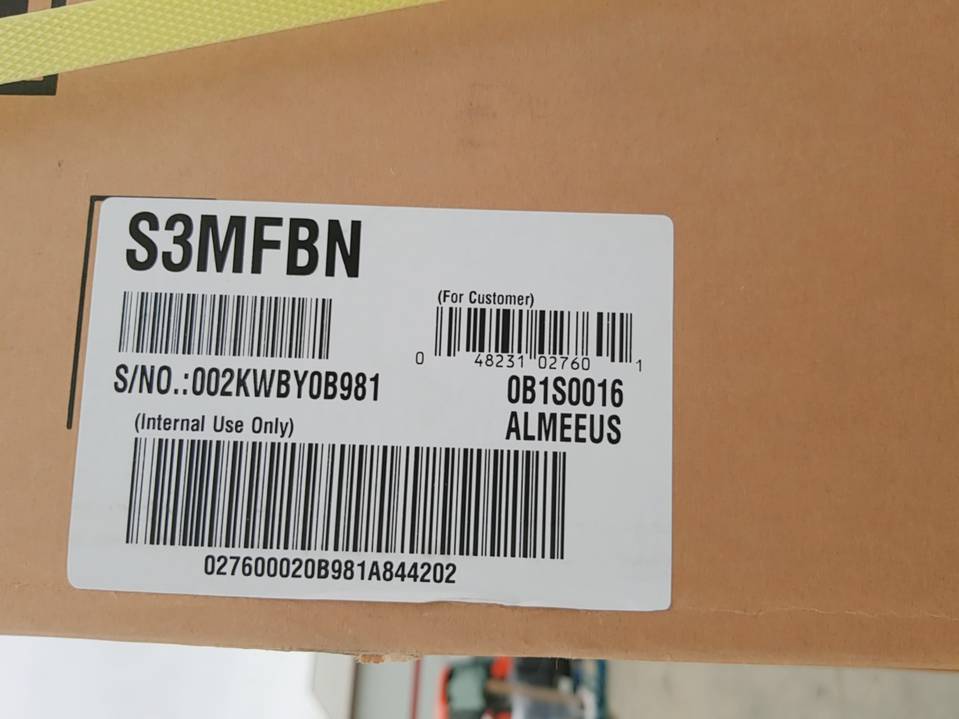 S3MFBN
(For Customer)
0 48231 02760 1
S/NO.:002KWBY0B981
0B1S0016
ALMEEUS
(Internal Use Only)
027600020B981A844202